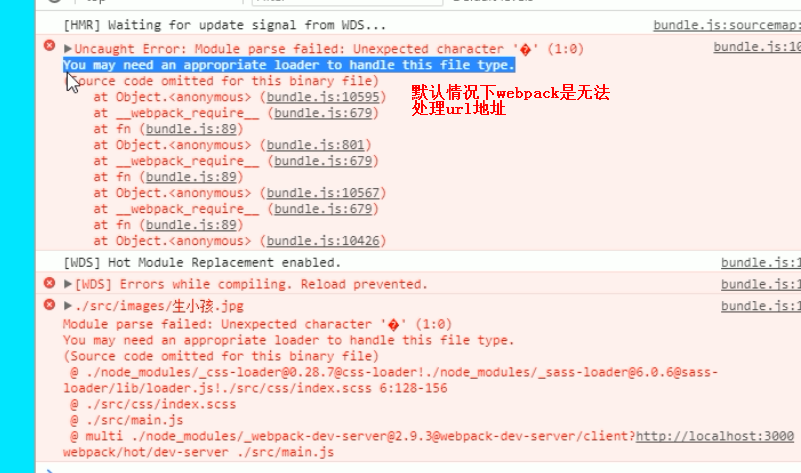 [HMR] Waiting for update signal from WDS... bundle.js:sourcemap:
▶Uncaught Error: Module parse failed: Unexpected character '�' (1:0) bundle.js:10
You may need an appropriate loader to handle this file type.
(Source code omitted for this binary file)
at Object.<anonymous> (bundle.js:10595)
默认情况下webpack是无法
at __webpack_require__ (bundle.js:679)
处理url地址
at fn (bundle.js:89)
at Object.<anonymous> (bundle.js:801)
at __webpack_require__ (bundle.js:679)
at fn (bundle.js:89)
at Object.<anonymous> (bundle.js:10567)
at __webpack_require__ (bundle.js:679)
at fn (bundle.js:89)
at Object.<anonymous> (bundle.js:10426)
[WDS] Hot Module Replacement enabled. bundle.js:1
▶[WDS] Errors while compiling. Reload prevented. bundle.js:1
▶./src/images/生小孩.jpg bundle.js:1
Module parse failed: Unexpected character '�' (1:0)
You may need an appropriate loader to handle this file type.
(Source code omitted for this binary file)
@ ./node_modules/_css-loader@0.28.7@css-loader!./node_modules/_sass-loader@6.0.6@sass-
loader/lib/loader.js!./src/css/index.scss 6:128-156
@ ./src/css/index.scss
@ ./src/main.js
@ multi ./node_modules/_webpack-dev-server@2.9.3@webpack-dev-server/client?http://localhost:3000
webpack/hot/dev-server ./src/main.js